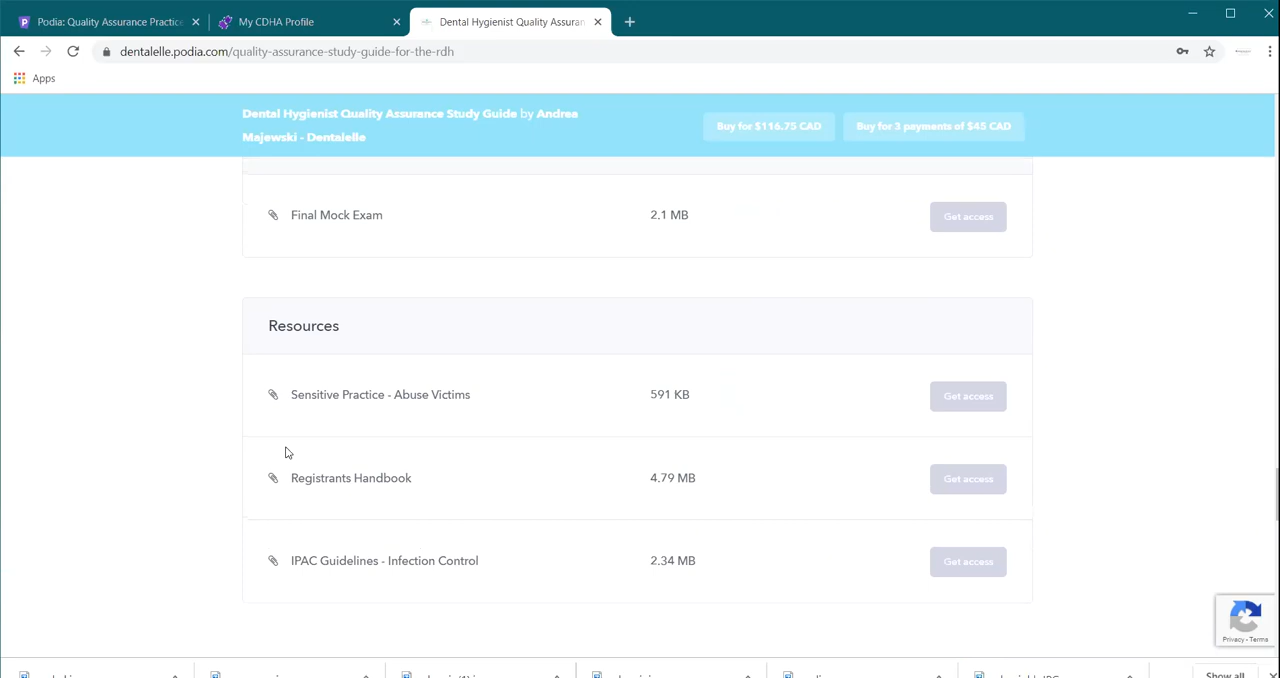 Podia: Quality Assurance Practice
My CDHA Profile
Dental Hygienist Quality Assuran
dentalelle.podia.com/quality-assurance-study-guide-for-the-rdh
Apps
Dental Hygienist Quality Assurance Study Guide by Andrea
Majewski - Dentalelle
Buy for $116.75 CAD
Buy for 3 payments of $45 CAD
Final Mock Exam
2.1 MB
Get access
Resources
Sensitive Practice - Abuse Victims
591 KB
Get access
Registrants Handbook
4.79 MB
Get access
IPAC Guidelines - Infection Control
2.34 MB
Get access
Privacy - Terms
Show all